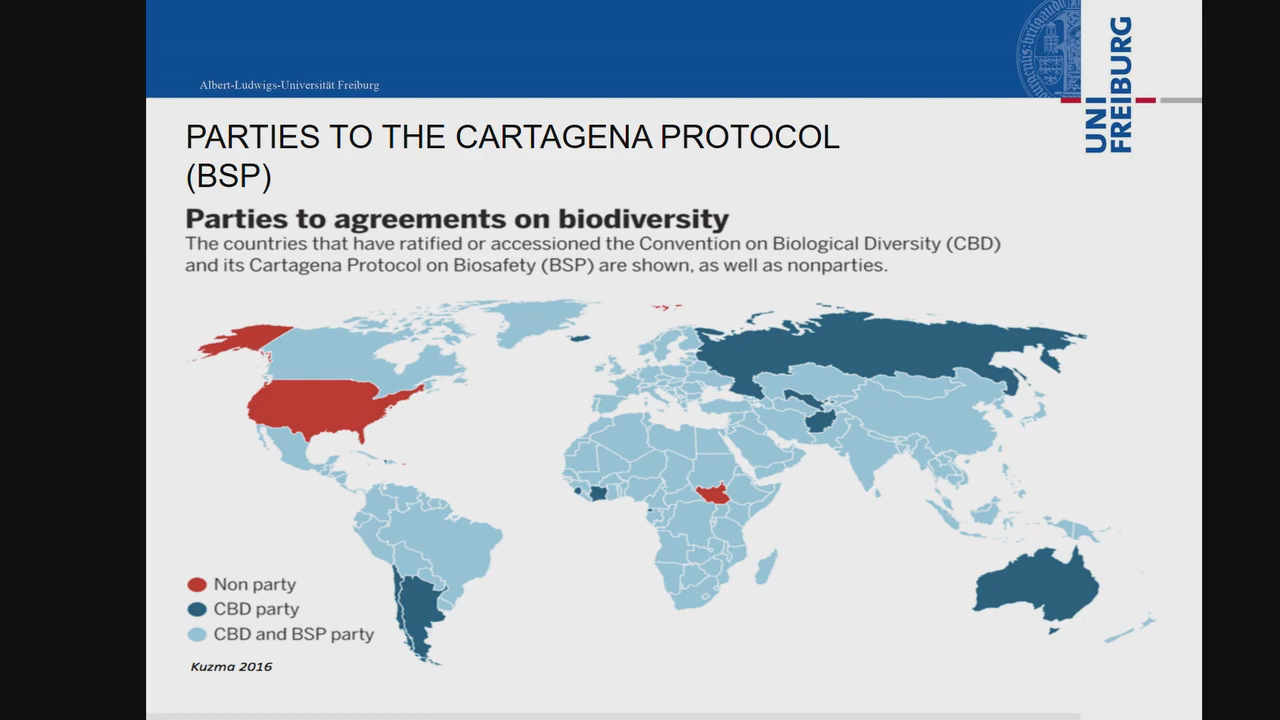 Albert-Ludwigs-Universität Freiburg
UNI
FREIBURG
PARTIES TO THE CARTAGENA PROTOCOL
(BSP)
Parties to agreements on biodiversity
The countries that have ratified or accessioned the Convention on Biological Diversity (CBD)
and its Cartagena Protocol on Biosafety (BSP) are shown, as well as nonparties.
Non party
CBD party
CBD and BSP party
Kuzma 2016